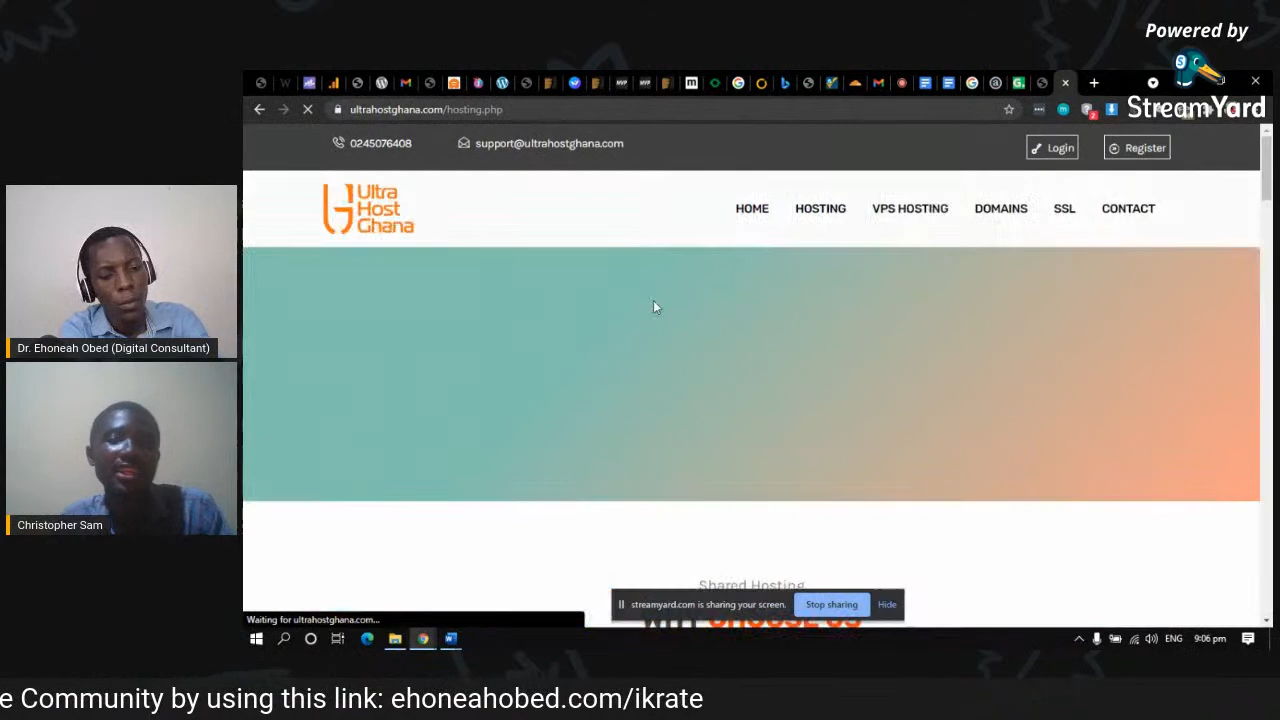 Powered by
StreamYard
ultrahostghana.com/hosting.php
0245076408
support@ultrahostghana.com
Login
Register
Ultra
Host
Ghana
HOME
HOSTING
VPS HOSTING
DOMAINS
SSL
CONTACT
Dr. Ehoneah Obed (Digital Consultant)
Christopher Sam
Shared Hosting
WHY CHOOSE US
streamyard.com is sharing your screen.
Stop sharing
Hide
Waiting for ultrahostghana.com...
ENG
9:06 pm
e Community by using this link: ehoneahobed.com/ikrate